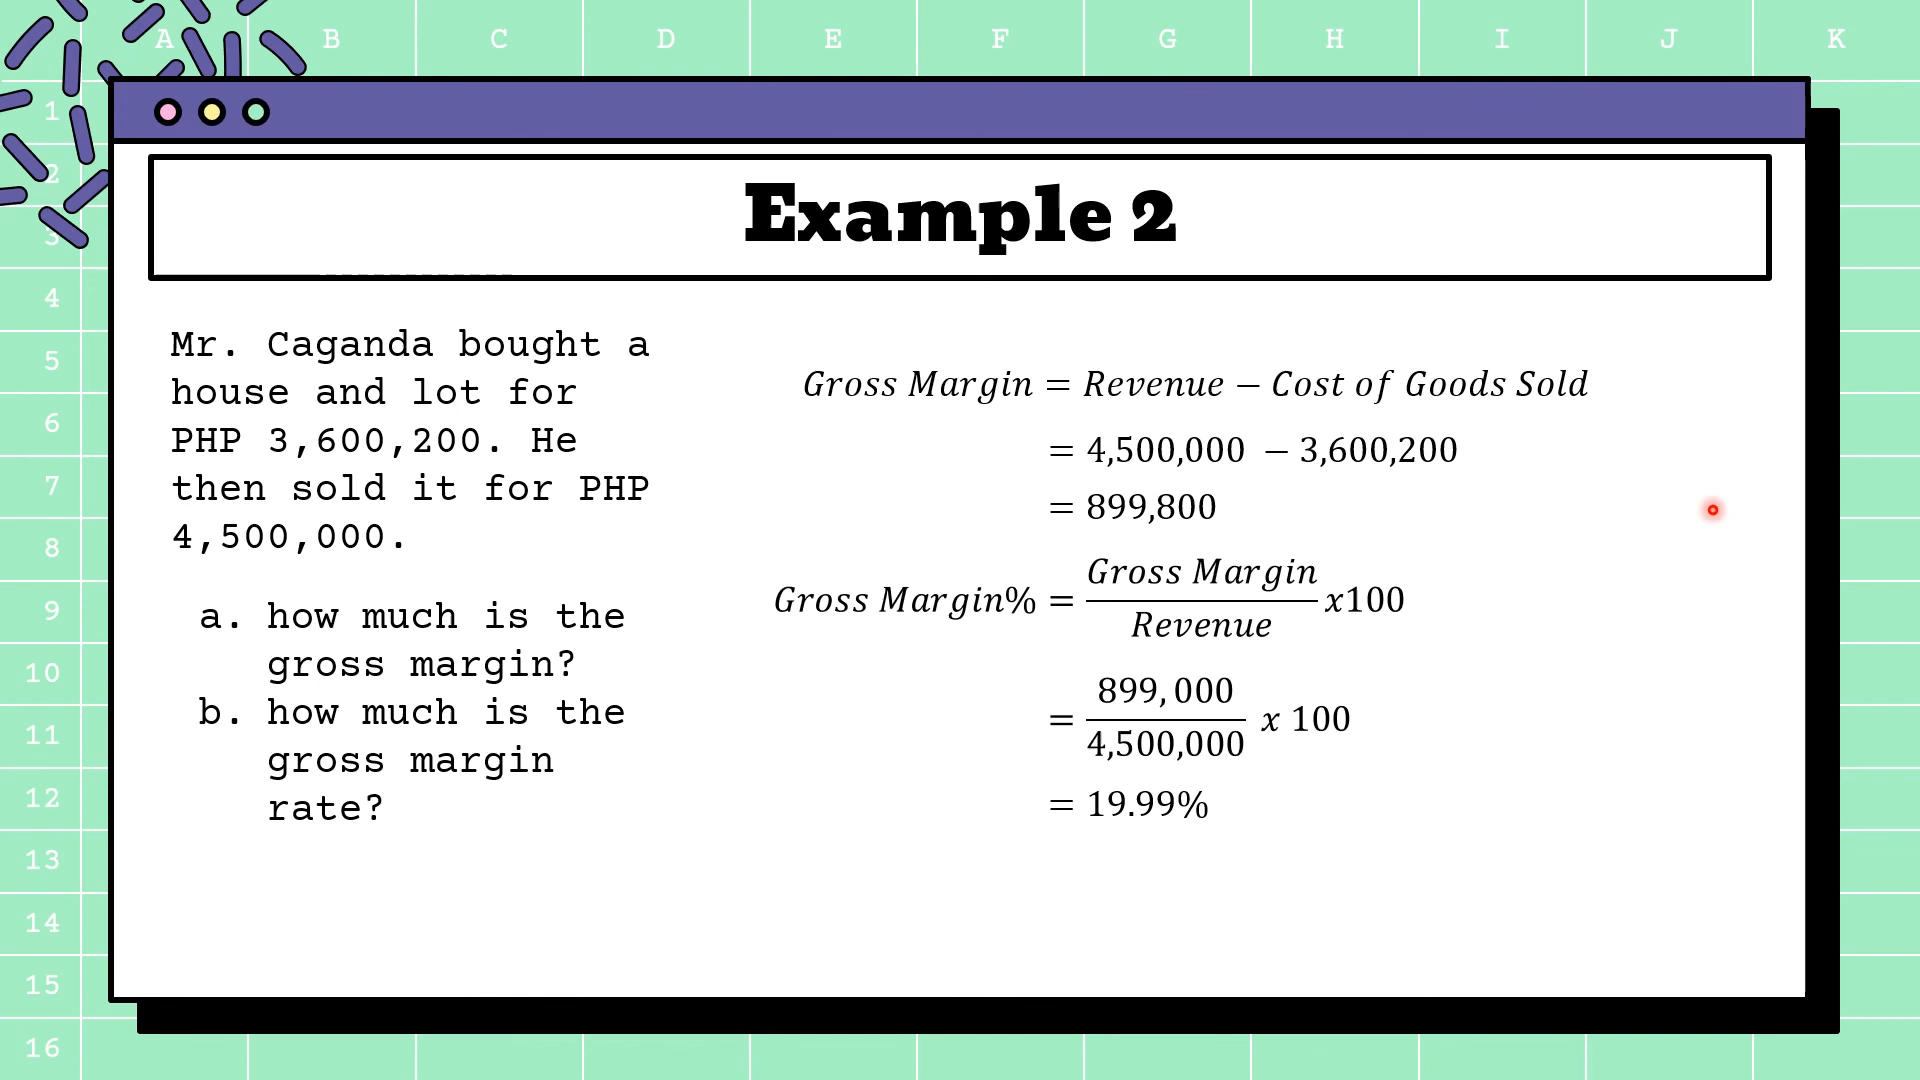 A B C D E F G H I J K
1
2
3
4
5
6
7
8
9
10
11
12
13
14
15
16
Example 2
Mr. Caganda bought a
house and lot for
PHP 3,600,200. He
then sold it for PHP
4,500,000.
a. how much is the
gross margin?
b. how much is the
gross margin
rate?
Gross Margin = Revenue − Cost of Goods Sold
= 4,500,000 − 3,600,200
= 899,800
Gross Margin% = Gross Margin / Revenue x100
= 899,000 / 4,500,000 x 100
= 19.99%